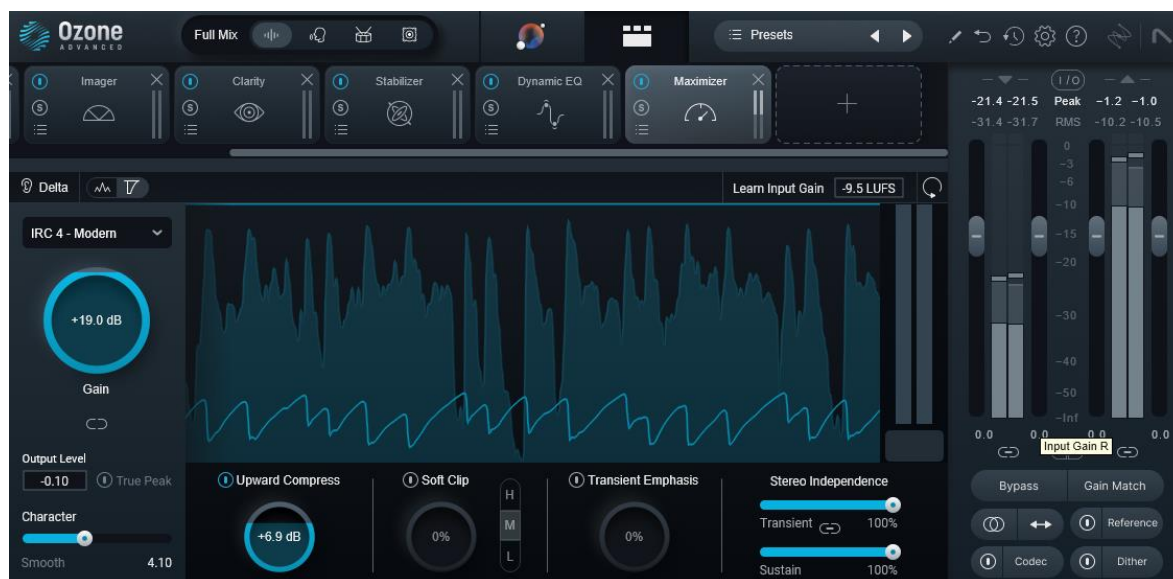 Ozone
ADVANCED
Full Mix
Presets
Imager
Clarity
Stabilizer
Dynamic EQ
Maximizer
S
S
S
S
S
Delta
Learn Input Gain -9.5 LUFS
IRC 4 - Modern
+19.0 dB
Gain
Output Level
-0.10 True Peak
Character
Smooth 4.10
Upward Compress
+6.9 dB
Soft Clip
0%
H
M
L
Transient Emphasis
0%
Stereo Independence
Transient 100%
Sustain 100%
I/O
-21.4 -21.5 Peak -1.2 -1.0
-31.4 -31.7 RMS -10.2 -10.5
0
-3
-6
-10
-15
-20
-30
-40
-50
-Inf
0.0 0.0 0.0 0.0
Input Gain R
Bypass Gain Match
Reference
Codec Dither